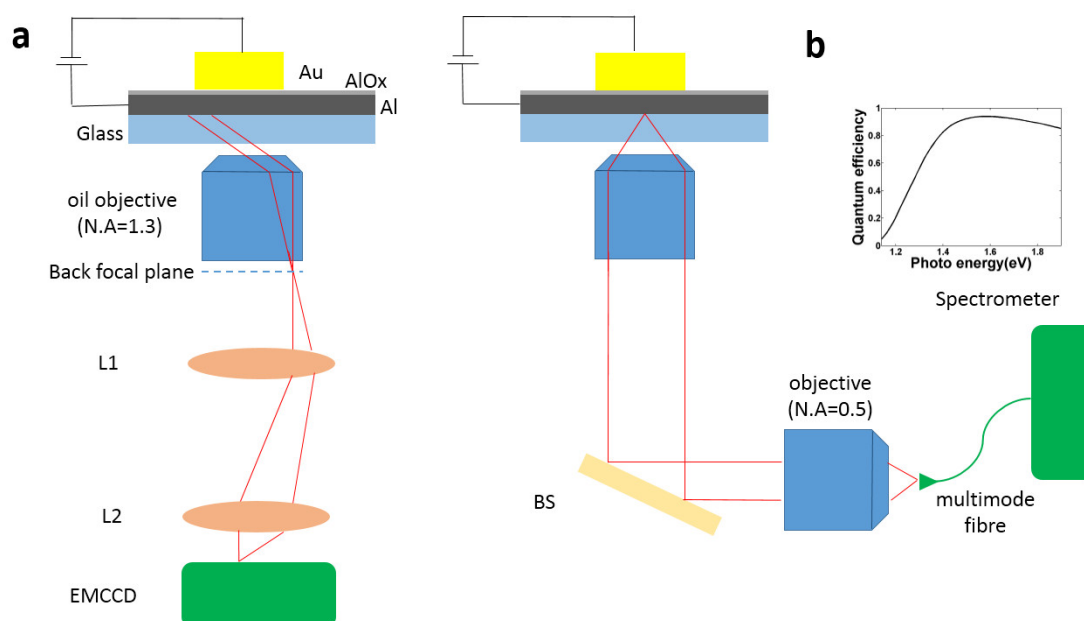 a
Au
AlOx
Al
Glass
oil objective
(N.A=1.3)
Back focal plane
L1
L2
EMCCD
BS
objective
(N.A=0.5)
multimode
fibre
Spectrometer
b
Quantum efficiency
1
0.8
0.6
0.4
0.2
0
1.2
1.4
1.6
1.8
Photo energy(eV)